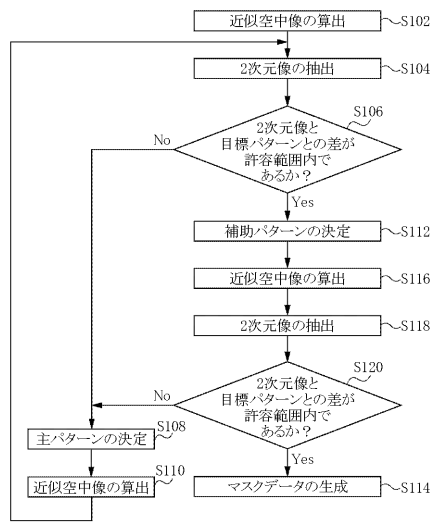 近似空中像の算出
S102
2次元像の抽出
S104
S106
2次元像と
目標パターンとの差が
許容範囲内で
あるか？
No
Yes
補助パターンの決定
S112
近似空中像の算出
S116
2次元像の抽出
S118
S120
2次元像と
目標パターンとの差が
許容範囲内で
あるか？
No
Yes
主パターンの決定
S108
近似空中像の算出
S110
マスクデータの生成
S114